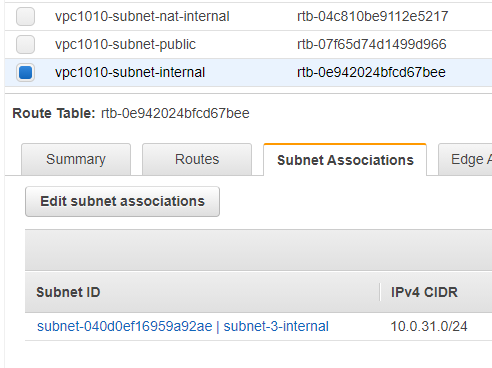 vpc1010-subnet-nat-internal rtb-04c810be9112e5217
vpc1010-subnet-public rtb-07f65d74d1499d966
vpc1010-subnet-internal rtb-0e942024bfcd67bee
Route Table: rtb-0e942024bfcd67bee
Summary Routes Subnet Associations Edge A
Edit subnet associations
Subnet ID IPv4 CIDR
subnet-040d0ef16959a92ae | subnet-3-internal 10.0.31.0/24